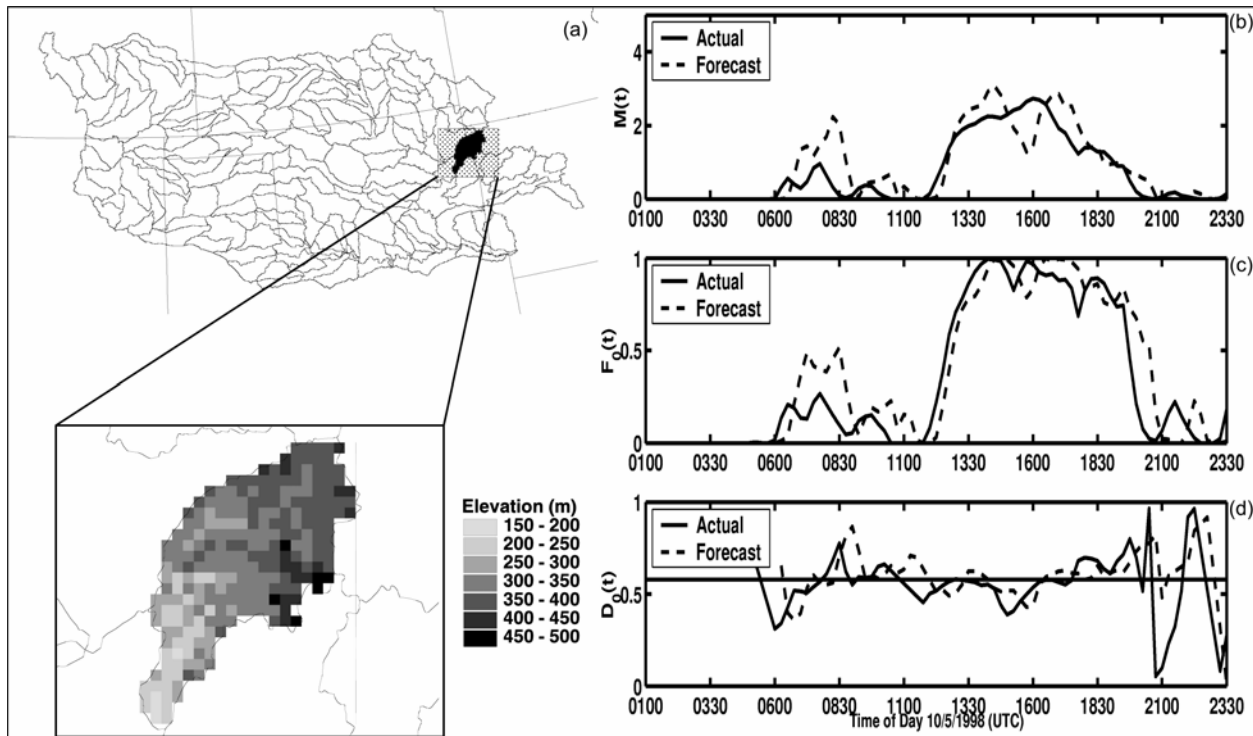 (a)
Elevation (m)
150 - 200
200 - 250
250 - 300
300 - 350
350 - 400
400 - 450
450 - 500
(b)
Actual
Forecast
M(t)
4
2
0
0100 0330 0600 0830 1100 1330 1600 1830 2100 2330
(c)
Actual
Forecast
F0(t)
1
0.5
0
0100 0330 0600 0830 1100 1330 1600 1830 2100 2330
(d)
Actual
Forecast
D0(t)
1
0.5
0
0100 0330 0600 0830 1100 1330 1600 1830 2100 2330
Time of Day 10/5/1998 (UTC)